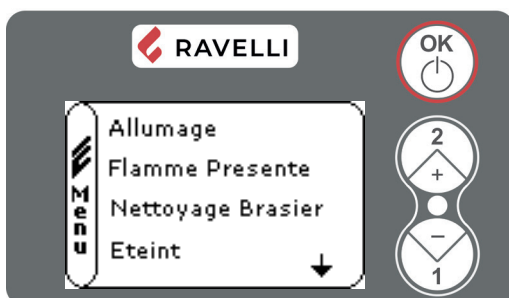 RAVELLI
OK
Menu
Allumage
Flamme Presente
Nettoyage Brasier
Eteint
2
+
−
1